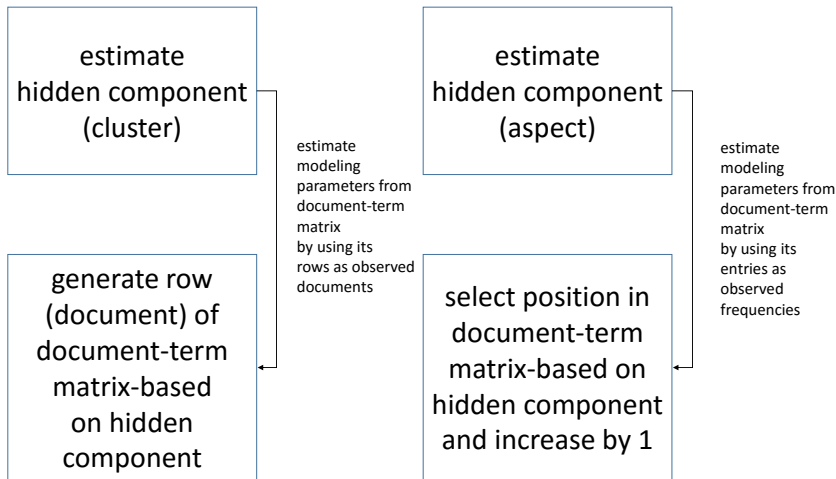 estimate
hidden component
(cluster)
estimate
modeling
parameters from
document-term
matrix
by using its
rows as observed
documents
generate row
(document) of
document-term
matrix-based
on hidden
component
estimate
hidden component
(aspect)
estimate
modeling
parameters from
document-term
matrix
by using its
entries as
observed
frequencies
select position in
document-term
matrix-based on
hidden component
and increase by 1